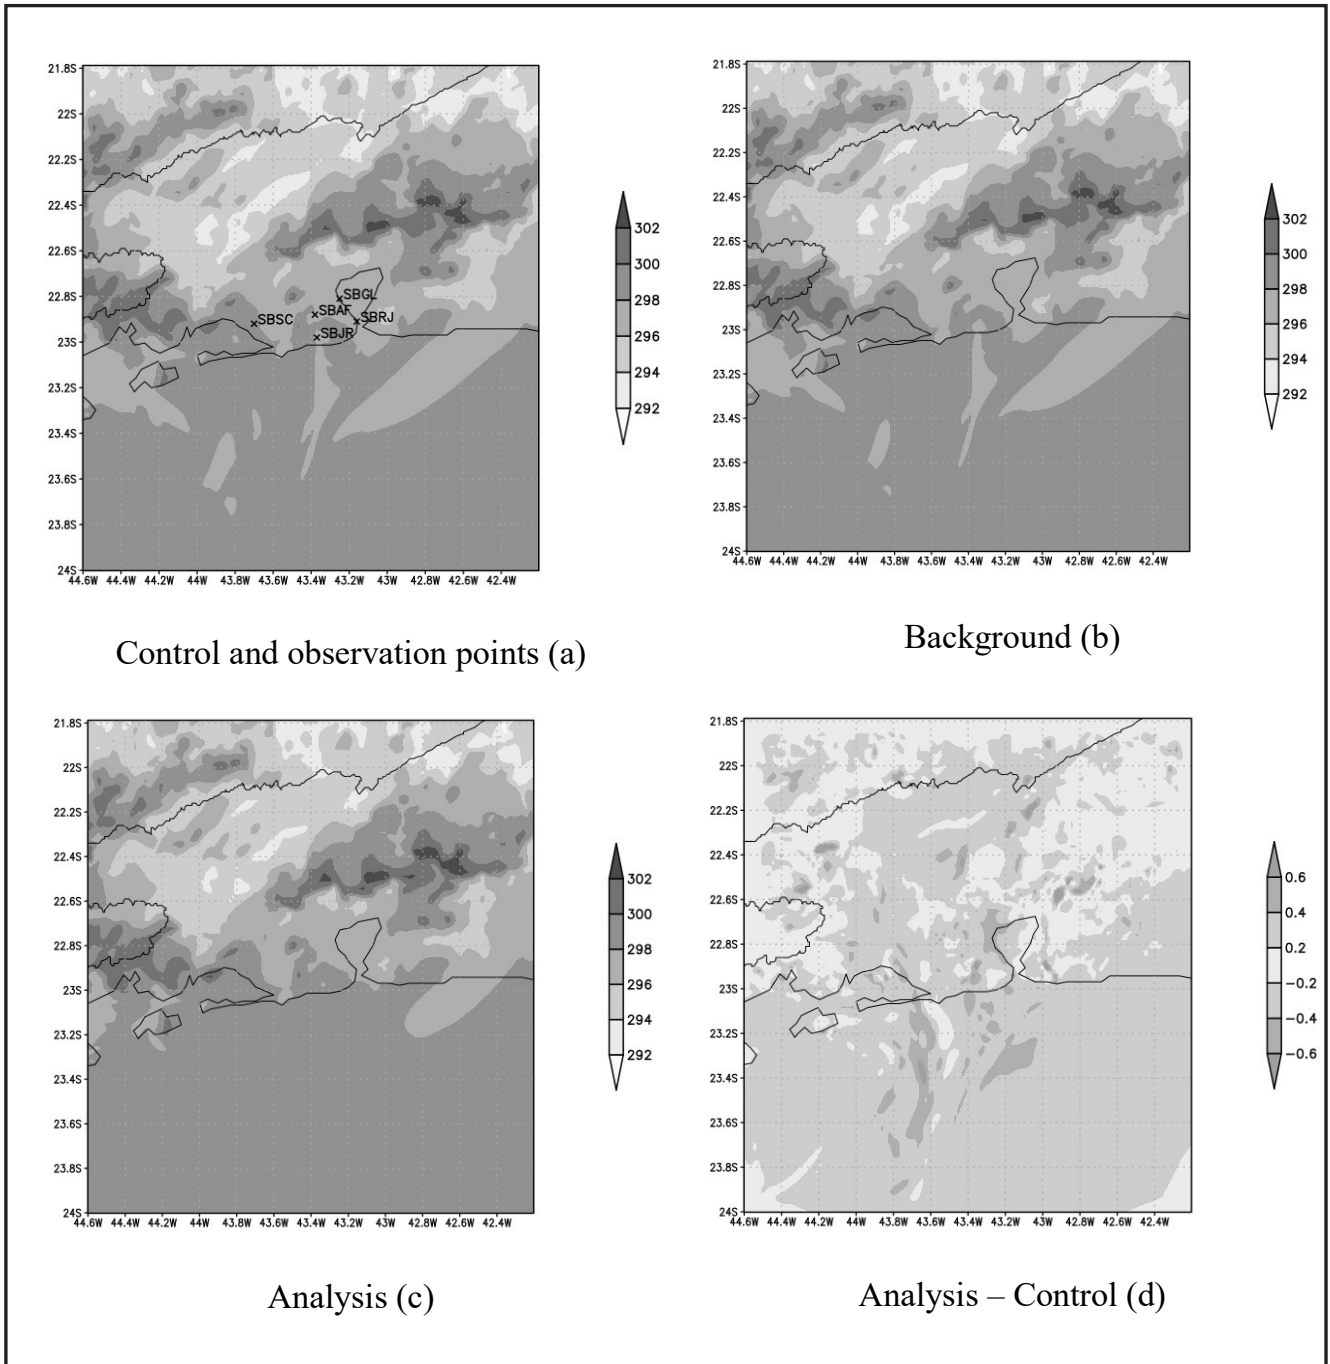 21.8S
22S
22.2S
22.4S
22.6S
22.8S
23S
23.2S
23.4S
23.6S
23.8S
24S
44.6W 44.4W 44.2W 44W 43.8W 43.6W 43.4W 43.2W 43W 42.8W 42.6W 42.4W
SBGL
SBAF
SBRJ
SBSC
SBJR
302
300
298
296
294
292
Control and observation points (a)
21.8S
22S
22.2S
22.4S
22.6S
22.8S
23S
23.2S
23.4S
23.6S
23.8S
24S
44.6W 44.4W 44.2W 44W 43.8W 43.6W 43.4W 43.2W 43W 42.8W 42.6W 42.4W
302
300
298
296
294
292
Background (b)
21.8S
22S
22.2S
22.4S
22.6S
22.8S
23S
23.2S
23.4S
23.6S
23.8S
24S
44.6W 44.4W 44.2W 44W 43.8W 43.6W 43.4W 43.2W 43W 42.8W 42.6W 42.4W
302
300
298
296
294
292
Analysis (c)
21.8S
22S
22.2S
22.4S
22.6S
22.8S
23S
23.2S
23.4S
23.6S
23.8S
24S
44.6W 44.4W 44.2W 44W 43.8W 43.6W 43.4W 43.2W 43W 42.8W 42.6W 42.4W
0.6
0.4
0.2
−0.2
−0.4
−0.6
Analysis – Control (d)